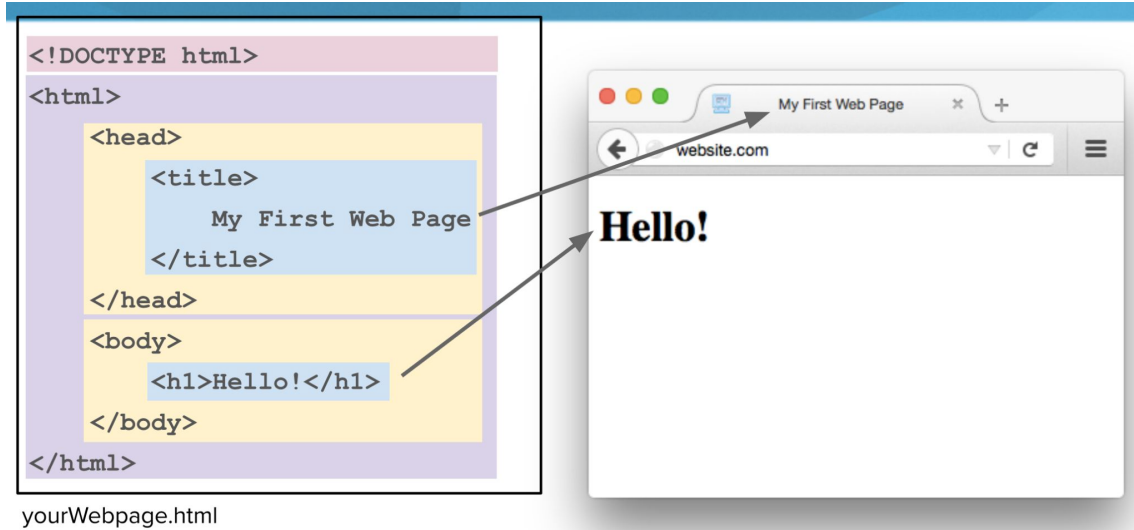 <!DOCTYPE html>
<html>
<head>
<title>
My First Web Page
</title>
</head>
<body>
<h1>Hello!</h1>
</body>
</html>
yourWebpage.html
My First Web Page
website.com
Hello!